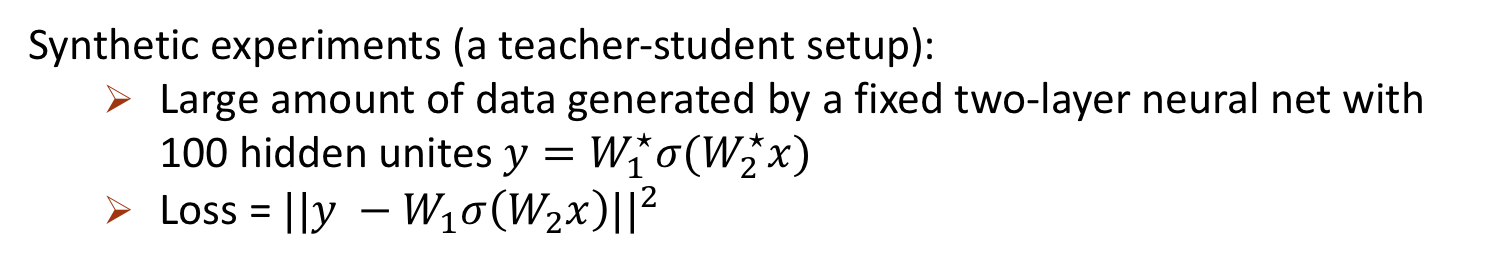 Synthetic experiments (a teacher-student setup):
➢ Large amount of data generated by a fixed two-layer neural net with
100 hidden unites 𝑦 = 𝑊₁⋆𝜎(𝑊₂⋆𝑥)
➢ Loss = ||𝑦 − 𝑊₁𝜎(𝑊₂𝑥)||²